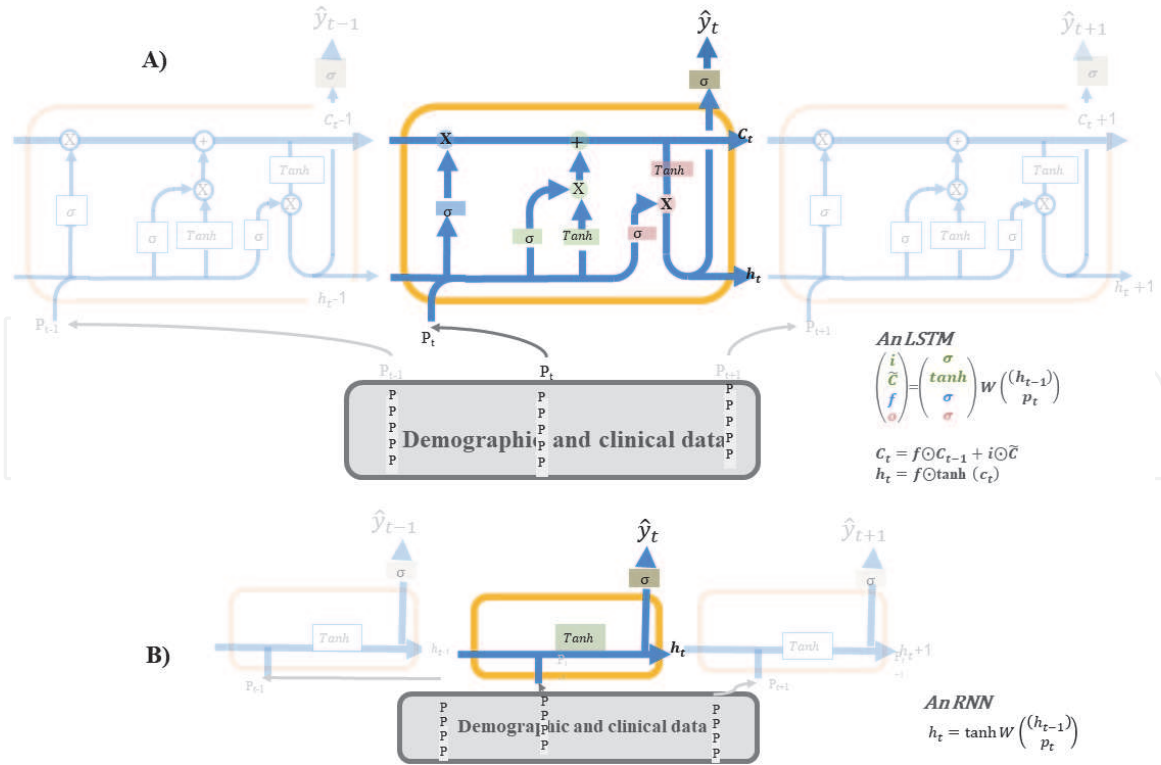 A)
ŷₜ₋₁
ŷₜ
ŷₜ₊₁
σ
σ
σ
Cₜ-1
Cₜ
Cₜ+1
X
+
X
+
X
+
Tanh
Tanh
Tanh
X
X
X
X
X
X
σ
σ
σ
σ
Tanh
σ
σ
Tanh
σ
σ
Tanh
σ
hₜ-1
hₜ
hₜ+1
Pt-1
Pt
Pt+1
Pt-1
Pt
Pt+1
P P P
P P P
P P P
P P P
P P P
Demographic and clinical data
An LSTM
(i C̃ f o) = (σ tanh σ σ) W ((hₜ₋₁) pₜ)
Cₜ = f⊙Cₜ₋₁ + i⊙C̃
hₜ = f⊙tanh (cₜ)
B)
ŷₜ₋₁
ŷₜ
ŷₜ₊₁
σ
σ
σ
Tanh
Tanh
Tanh
hₜ₋₁
hₜ
hₜ+1
Pt-1
Pt+1
P P P
P P P
P P P
P P P
Demographic and clinical data
An RNN
hₜ = tanh W ((hₜ₋₁) pₜ)